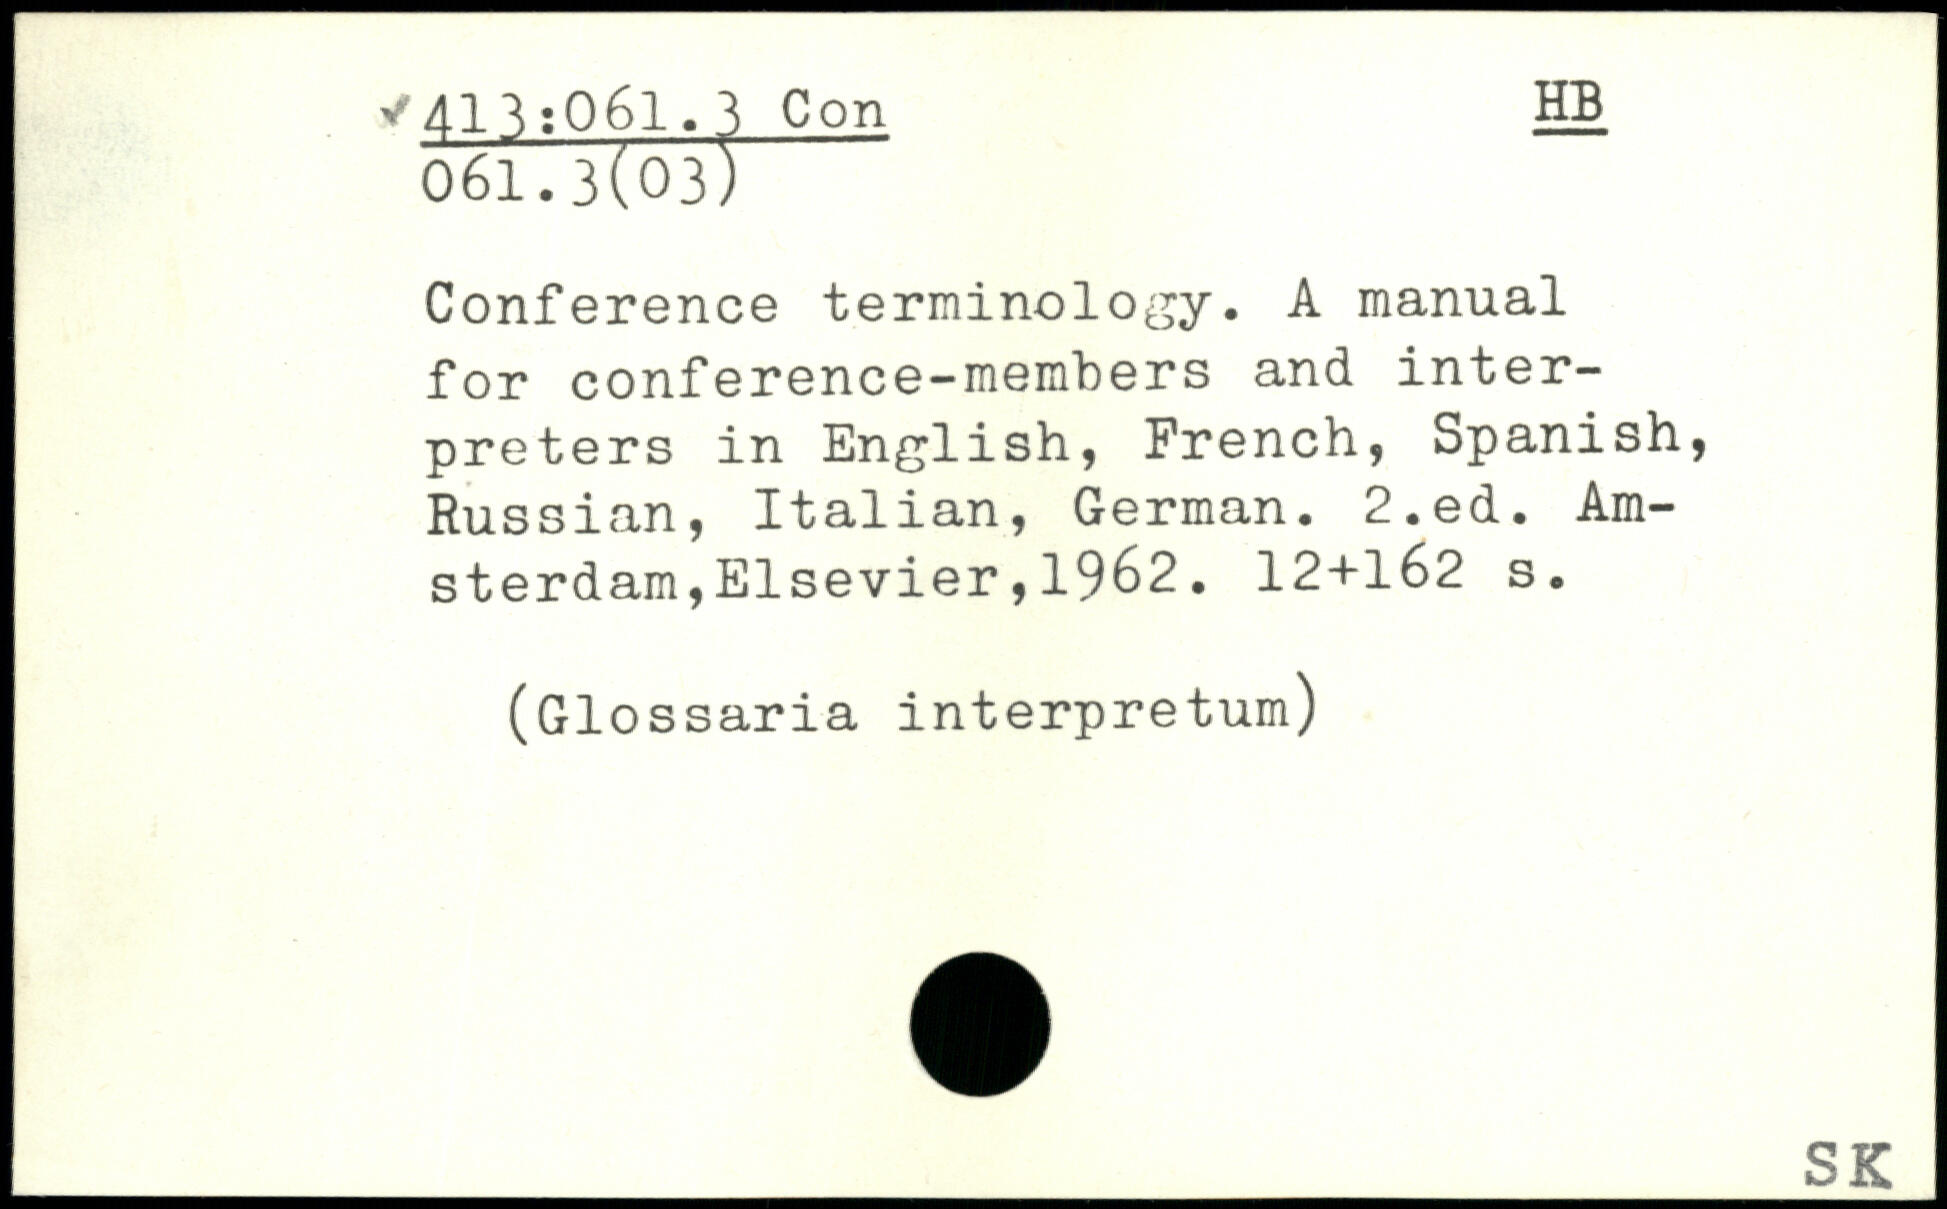 413:061.3 Con HB
061.3(03)
Conference terminology. A manual
for conference-members and inter-
preters in English, French, Spanish,
Russian, Italian, German. 2.ed. Am-
sterdam,Elsevier,1962. 12+162 s.
(Glossaria interpretum)
SK